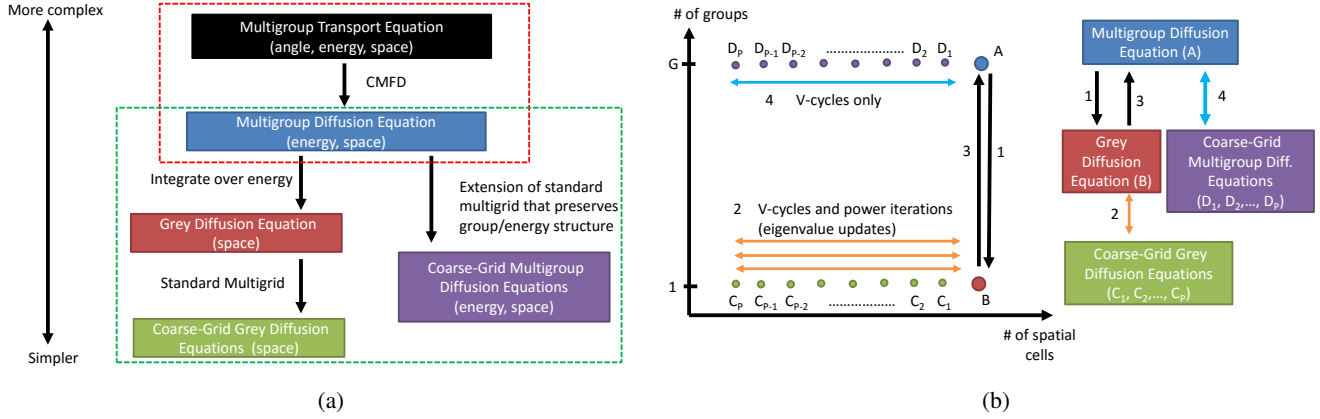 More complex
Simpler
Multigroup Transport Equation
(angle, energy, space)
CMFD
Multigroup Diffusion Equation
(energy, space)
Integrate over energy
Extension of standard
multigrid that preserves
group/energy structure
Grey Diffusion Equation
(space)
Standard Multigrid
Coarse-Grid Multigroup
Diffusion Equations
(energy, space)
Coarse-Grid Grey Diffusion
Equations (space)
(a)
# of groups
G
1
D_P D_{P-1} D_{P-2} ..................... D_2 D_1
A
4 V-cycles only
3
1
2 V-cycles and power iterations
(eigenvalue updates)
C_P C_{P-1} C_{P-2} ..................... C_2 C_1
B
# of spatial
cells
Multigroup Diffusion
Equation (A)
1
3
4
Grey
Diffusion
Equation (B)
Coarse-Grid
Multigroup Diff.
Equations
(D_1, D_2,..., D_P)
2
Coarse-Grid Grey
Diffusion Equations
(C_1, C_2,..., C_P)
(b)